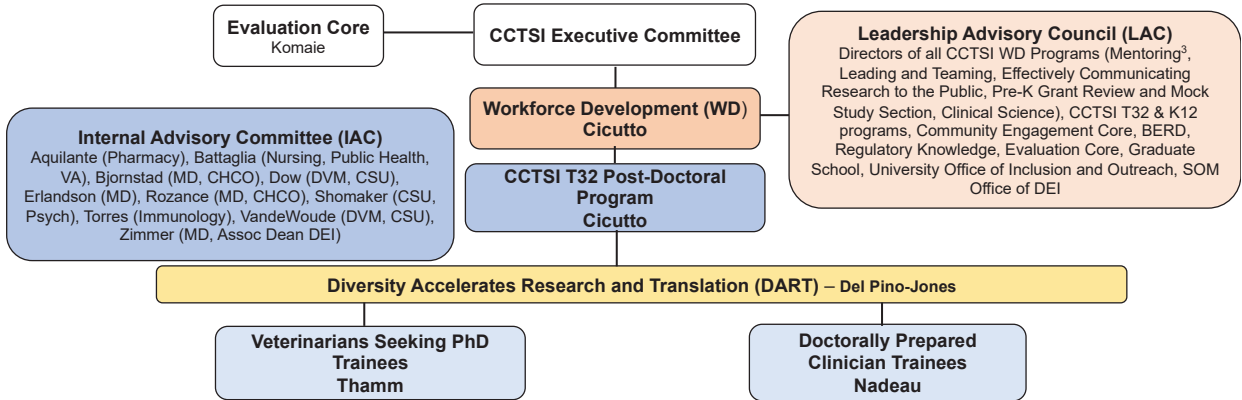 Evaluation Core
Komaie
CCTSI Executive Committee
Leadership Advisory Council (LAC)
Directors of all CCTSI WD Programs (Mentoring³,
Leading and Teaming, Effectively Communicating
Research to the Public, Pre-K Grant Review and Mock
Study Section, Clinical Science), CCTSI T32 & K12
programs, Community Engagement Core, BERD,
Regulatory Knowledge, Evaluation Core, Graduate
School, University Office of Inclusion and Outreach, SOM
Office of DEI
Workforce Development (WD)
Cicutto
Internal Advisory Committee (IAC)
Aquilante (Pharmacy), Battaglia (Nursing, Public Health,
VA), Bjornstad (MD, CHCO), Dow (DVM, CSU),
Erlandson (MD), Rozance (MD, CHCO), Shomaker (CSU,
Psych), Torres (Immunology), VandeWoude (DVM, CSU),
Zimmer (MD, Assoc Dean DEI)
CCTSI T32 Post-Doctoral
Program
Cicutto
Diversity Accelerates Research and Translation (DART) – Del Pino-Jones
Veterinarians Seeking PhD
Trainees
Thamm
Doctorally Prepared
Clinician Trainees
Nadeau